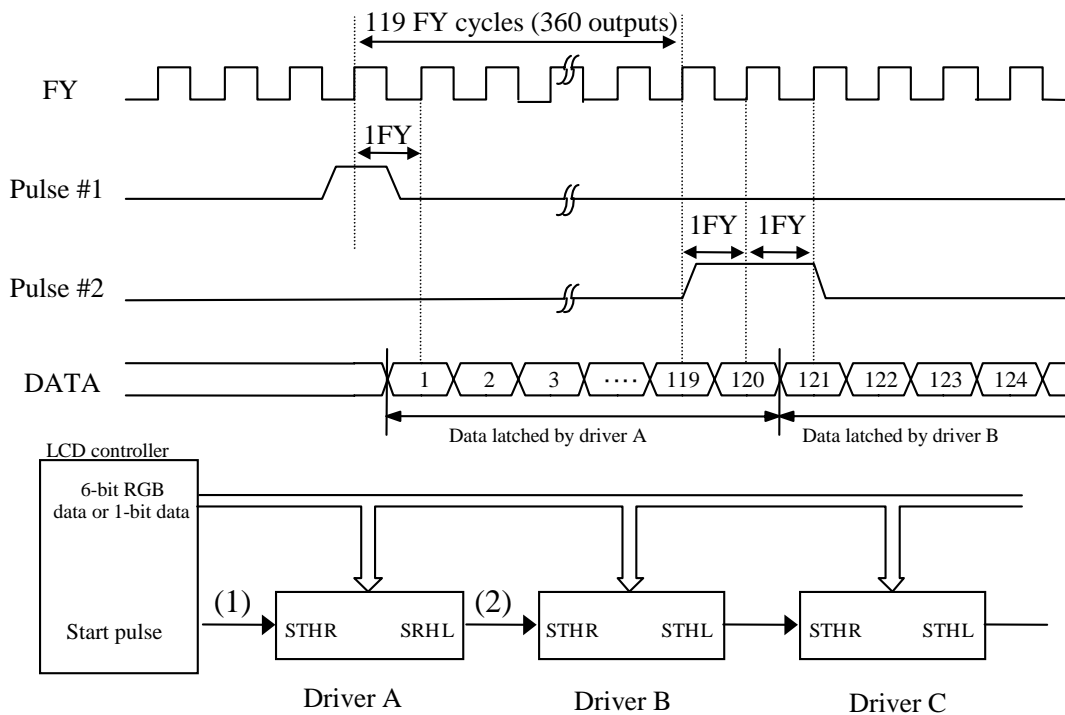 119 FY cycles (360 outputs)
FY
1FY
Pulse #1
1FY 1FY
Pulse #2
DATA
1 2 3 .... 119 120 121 122 123 124
Data latched by driver A Data latched by driver B
LCD controller
6-bit RGB
data or 1-bit data
(1) (2)
Start pulse
STHR SRHL STHR STHL STHR STHL
Driver A Driver B Driver C